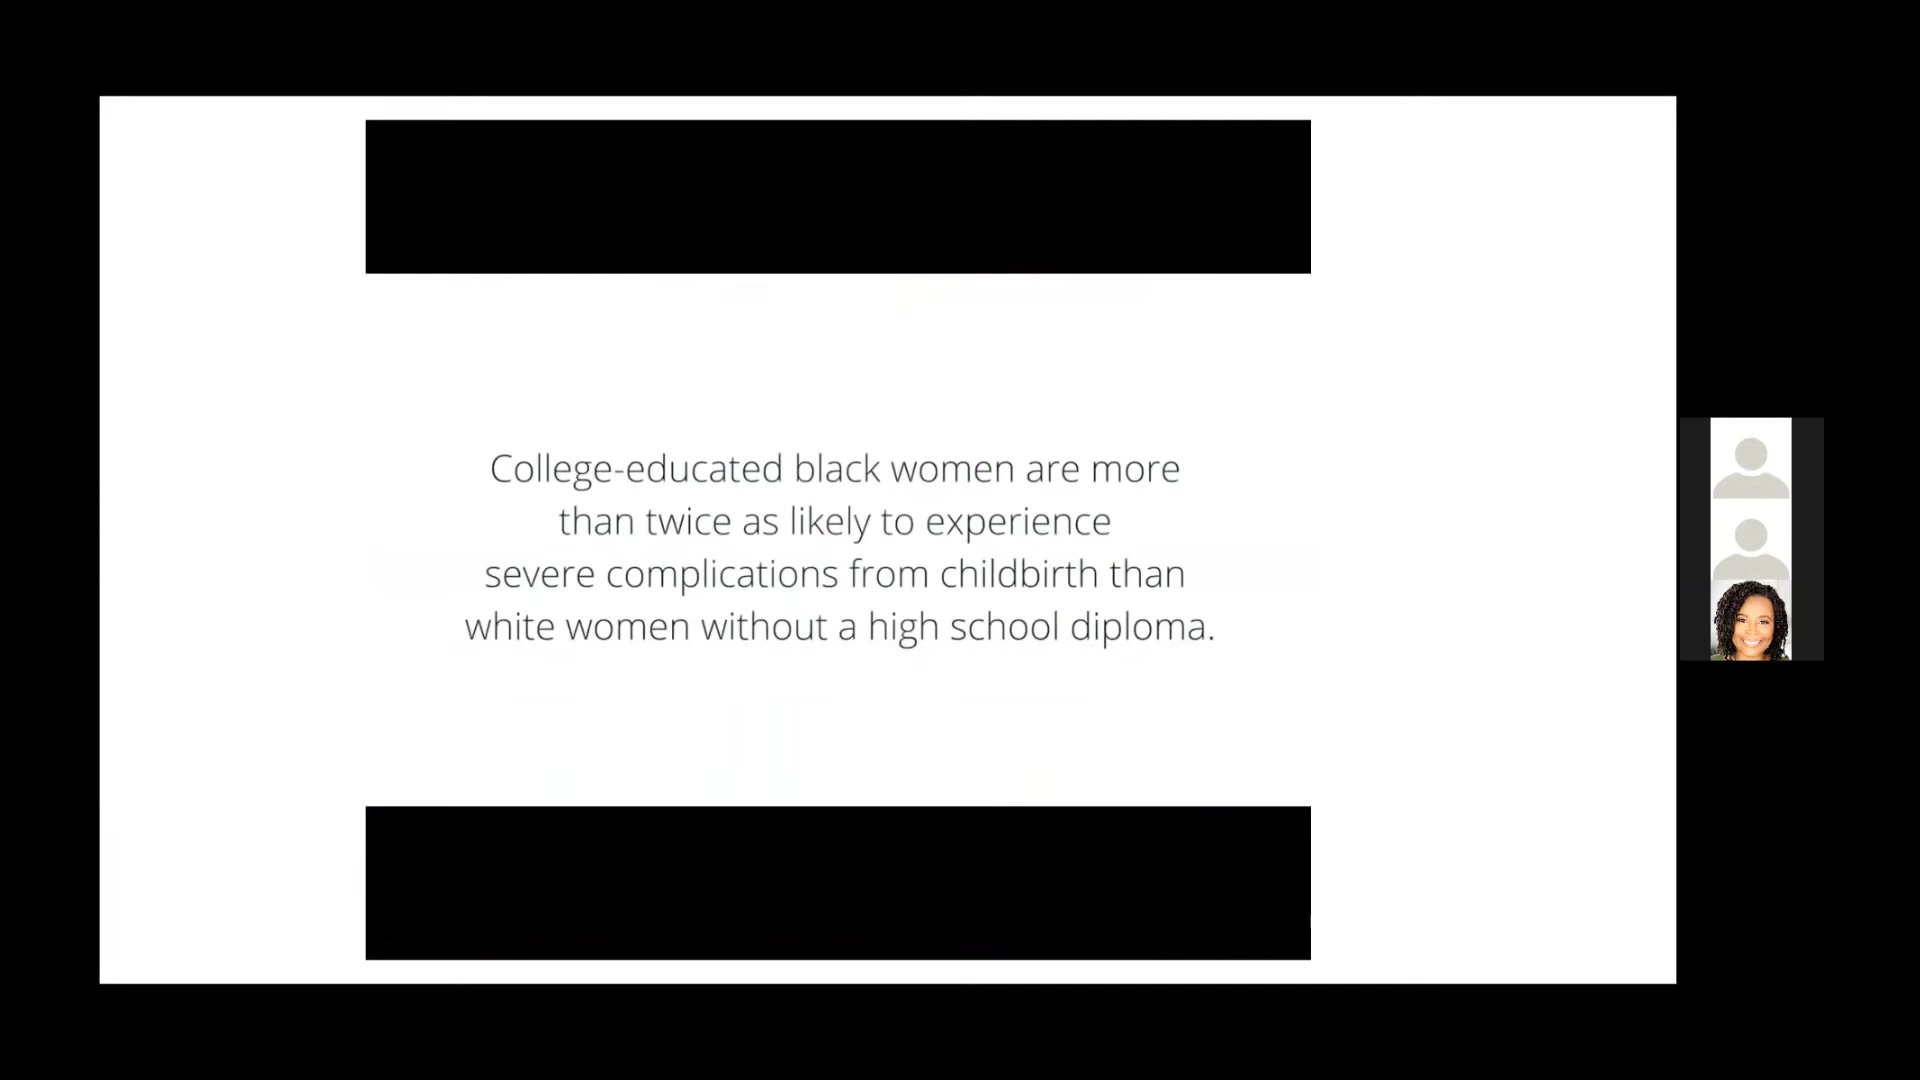 College-educated black women are more
than twice as likely to experience
severe complications from childbirth than
white women without a high school diploma.